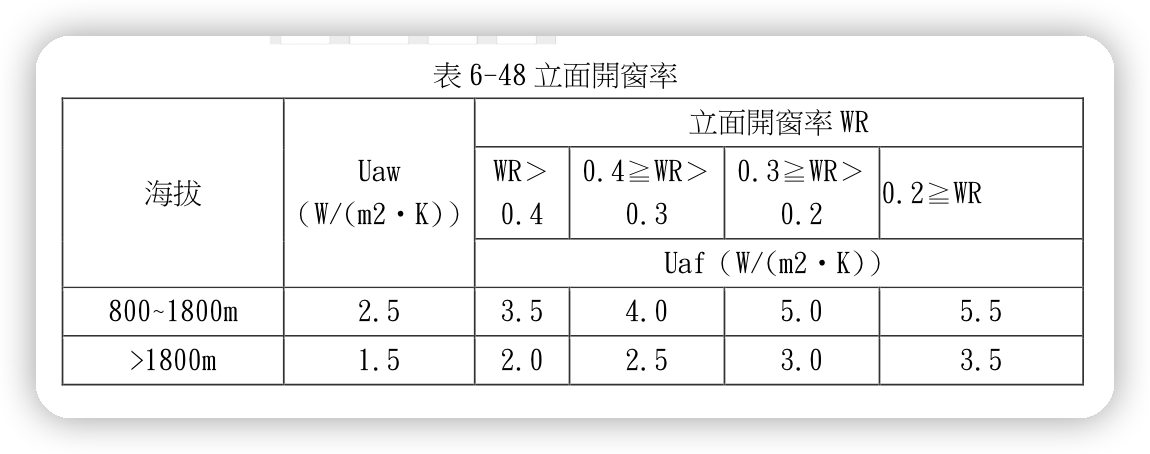 表 6-48 立面開窗率
海拔
Uaw
(W/(m2·K))
立面開窗率 WR
WR＞
0.4
0.4≧WR＞
0.3
0.3≧WR＞
0.2
0.2≧WR
Uaf (W/(m2·K))
800~1800m 2.5 3.5 4.0 5.0 5.5
>1800m 1.5 2.0 2.5 3.0 3.5